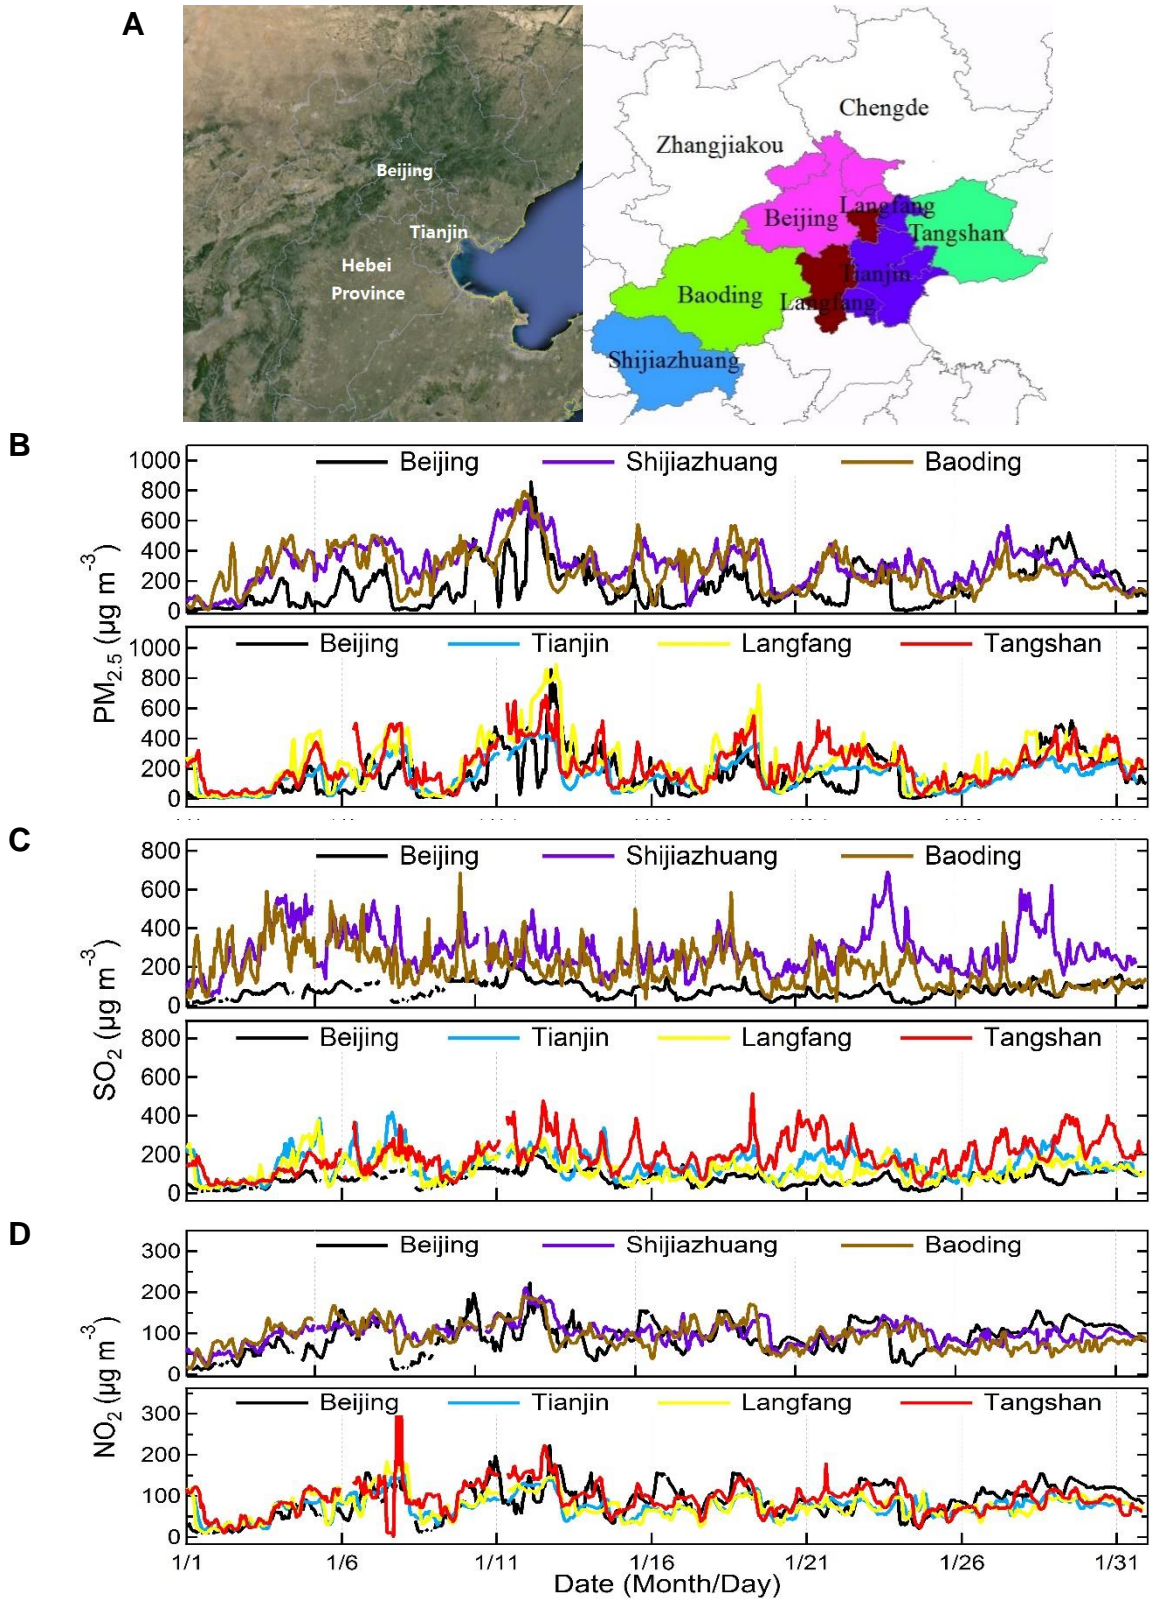 A
Beijing
Tianjin
Hebei
Province
Chengde
Zhangjiakou
Langfang
Beijing
Tangshan
Tianjin
Baoding
Langfang
Shijiazhuang
B
Beijing Shijiazhuang Baoding
1000
800
600
400
200
0
PM2.5 (µg m-3)
Beijing Tianjin Langfang Tangshan
1000
800
600
400
200
0
C
Beijing Shijiazhuang Baoding
800
600
400
200
0
SO2 (µg m-3)
Beijing Tianjin Langfang Tangshan
800
600
400
200
0
D
Beijing Shijiazhuang Baoding
300
200
100
0
NO2 (µg m-3)
Beijing Tianjin Langfang Tangshan
300
200
100
0
1/1 1/6 1/11 1/16 1/21 1/26 1/31
Date (Month/Day)